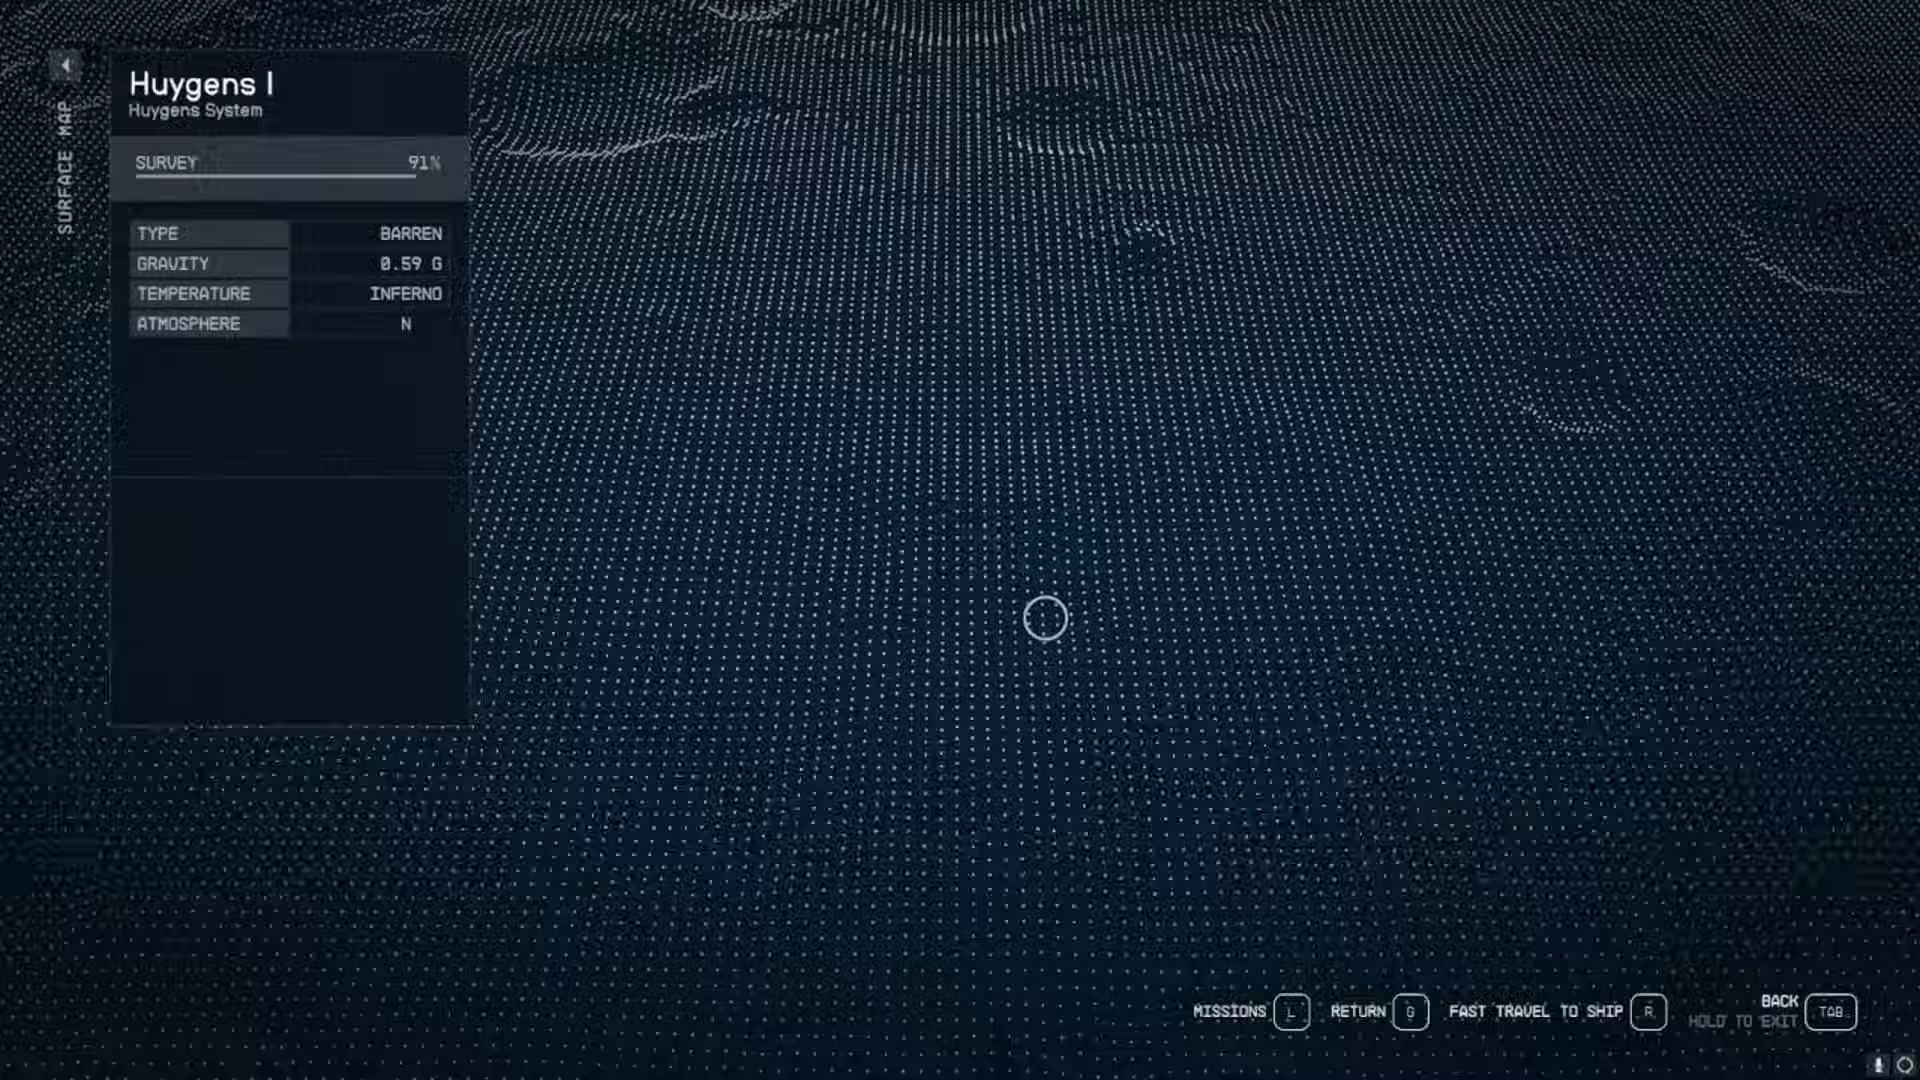 SURFACE MAP
Huygens I
Huygens System
SURVEY 91%
TYPE BARREN
GRAVITY 0.59 G
TEMPERATURE INFERNO
ATMOSPHERE N
MISSIONS L RETURN G FAST TRAVEL TO SHIP R BACK TAB
HOLD TO EXIT